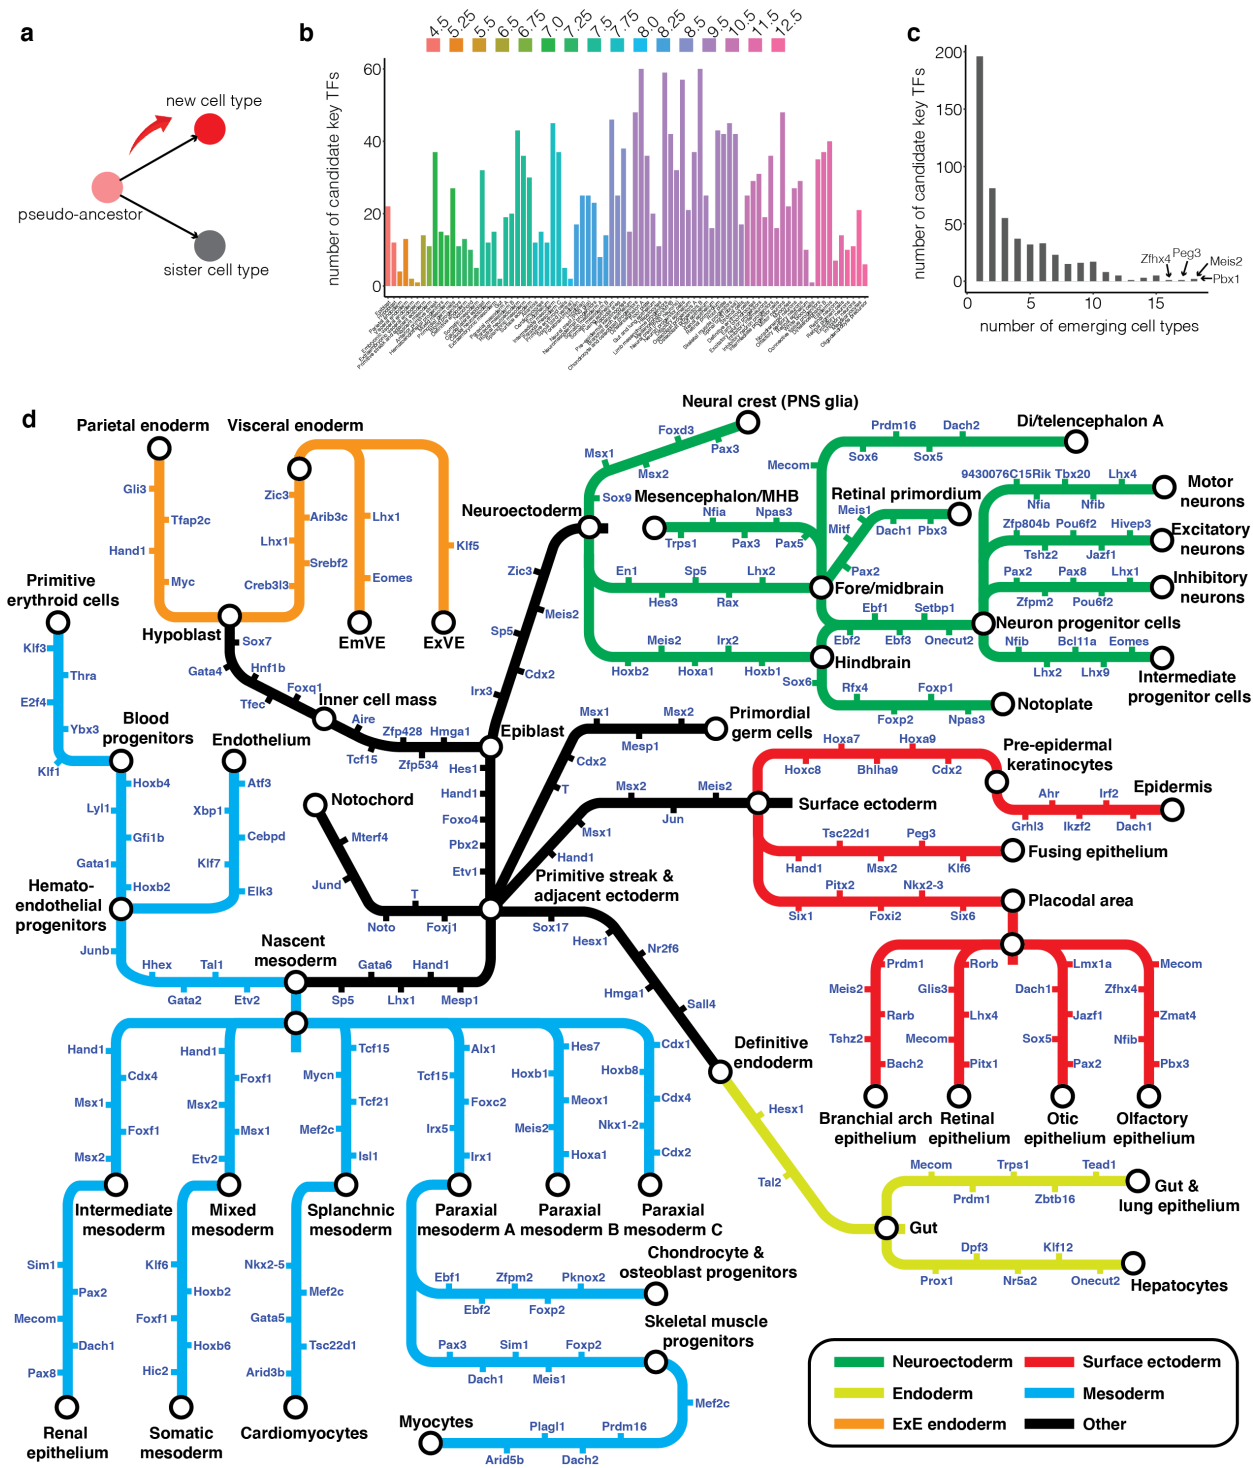 a
new cell type
pseudo-ancestor
sister cell type
b
4.5
5.25
5.5
6.5
6.75
7.0
7.25
7.5
7.75
8.0
8.25
8.5
9.5
10.5
11.5
12.5
number of candidate key TFs
60
40
20
0
c
number of candidate key TFs
200
150
100
50
0
Zfhx4
Peg3
Meis2
Pbx1
0
5
10
15
number of emerging cell types
d
Parietal enoderm
Visceral enoderm
Gli3
Tfap2c
Hand1
Myc
Zic3
Arib3c
Lhx1
Srebf2
Creb3l3
Lhx1
Eomes
Klf5
Hypoblast
EmVE
ExVE
Primitive
erythroid cells
Klf3
Thra
E2f4
Ybx3
Klf1
Sox7
Gata4
Hnf1b
Tfec
Foxq1
Inner cell mass
Aire
Tcf15
Zfp428
Zfp534
Hmga1
Epiblast
Blood
progenitors
Endothelium
Hoxb4
Lyl1
Gfi1b
Gata1
Hoxb2
Atf3
Xbp1
Cebpd
Klf7
Elk3
Hemato-
endothelial
progenitors
Notochord
Mterf4
Jund
Noto
T
Foxj1
Hes1
Hand1
Foxo4
Pbx2
Etv1
Primitive streak &
adjacent ectoderm
Junb
Hhex
Gata2
Tal1
Etv2
Nascent
mesoderm
Gata6
Hand1
Sp5
Lhx1
Mesp1
Neural crest (PNS glia)
Msx1
Msx2
Foxd3
Pax3
Sox9
Neuroectoderm
Zic3
Meis2
Sp5
Cdx2
Irx3
Mesencephalon/MHB
Nfia
Npas3
Trps1
Pax3
Pax5
En1
Sp5
Lhx2
Hes3
Rax
Meis2
Irx2
Hoxb2
Hoxa1
Hoxb1
Mecom
Prdm16
Dach2
Sox6
Sox5
Di/telencephalon A
Retinal primordium
Meis1
Mitf
Dach1
Pbx3
Pax2
Fore/midbrain
Ebf1
Setbp1
Ebf2
Ebf3
Onecut2
Hindbrain
Sox6
Rfx4
Foxp1
Foxp2
Npas3
Notoplate
Neuron progenitor cells
9430076C15Rik
Tbx20
Lhx4
Nfia
Nfib
Motor
neurons
Zfp804b
Pou6f2
Hivep3
Tshz2
Jazf1
Excitatory
neurons
Pax2
Pax8
Lhx1
Zfpm2
Pou6f2
Inhibitory
neurons
Nfib
Bcl11a
Eomes
Lhx2
Lhx9
Intermediate
progenitor cells
Msx1
Msx2
Mesp1
Cdx2
T
Primordial
germ cells
Msx2
Meis2
Jun
Msx1
Hand1
Surface ectoderm
Hoxa7
Hoxa9
Hoxc8
Bhlha9
Cdx2
Pre-epidermal
keratinocytes
Ahr
Irf2
Grhl3
Ikzf2
Dach1
Epidermis
Tsc22d1
Peg3
Hand1
Msx2
Klf6
Fusing epithelium
Pitx2
Nkx2-3
Six1
Foxi2
Six6
Placodal area
Prdm1
Meis2
Rarb
Tshz2
Bach2
Rorb
Glis3
Lhx4
Mecom
Pitx1
Lmx1a
Dach1
Jazf1
Sox5
Pax2
Mecom
Zfhx4
Zmat4
Nfib
Pbx3
Branchial arch
epithelium
Retinal
epithelium
Otic
epithelium
Olfactory
epithelium
Sox17
Hesx1
Nr2f6
Hmga1
Sall4
Definitive
endoderm
Hesx1
Tal2
Gut
Mecom
Trps1
Tead1
Prdm1
Zbtb16
Gut &
lung epithelium
Dpf3
Klf12
Prox1
Nr5a2
Onecut2
Hepatocytes
Hand1
Cdx4
Msx1
Foxf1
Msx2
Hand1
Foxf1
Msx2
Msx1
Etv2
Tcf15
Mycn
Tcf21
Mef2c
Isl1
Alx1
Tcf15
Foxc2
Irx5
Irx1
Hes7
Hoxb1
Meox1
Meis2
Hoxa1
Cdx1
Hoxb8
Cdx4
Nkx1-2
Cdx2
Intermediate
mesoderm
Mixed
mesoderm
Splanchnic
mesoderm
Paraxial
mesoderm A
Paraxial
mesoderm B
Paraxial
mesoderm C
Sim1
Pax2
Mecom
Dach1
Pax8
Renal
epithelium
Klf6
Hoxb2
Foxf1
Hoxb6
Hic2
Somatic
mesoderm
Nkx2-5
Mef2c
Gata5
Tsc22d1
Arid3b
Cardiomyocytes
Ebf1
Zfpm2
Pknox2
Ebf2
Foxp2
Chondrocyte &
osteoblast progenitors
Pax3
Sim1
Foxp2
Dach1
Meis1
Skeletal muscle
progenitors
Mef2c
Plagl1
Prdm16
Arid5b
Dach2
Myocytes
Neuroectoderm
Surface ectoderm
Endoderm
Mesoderm
ExE endoderm
Other